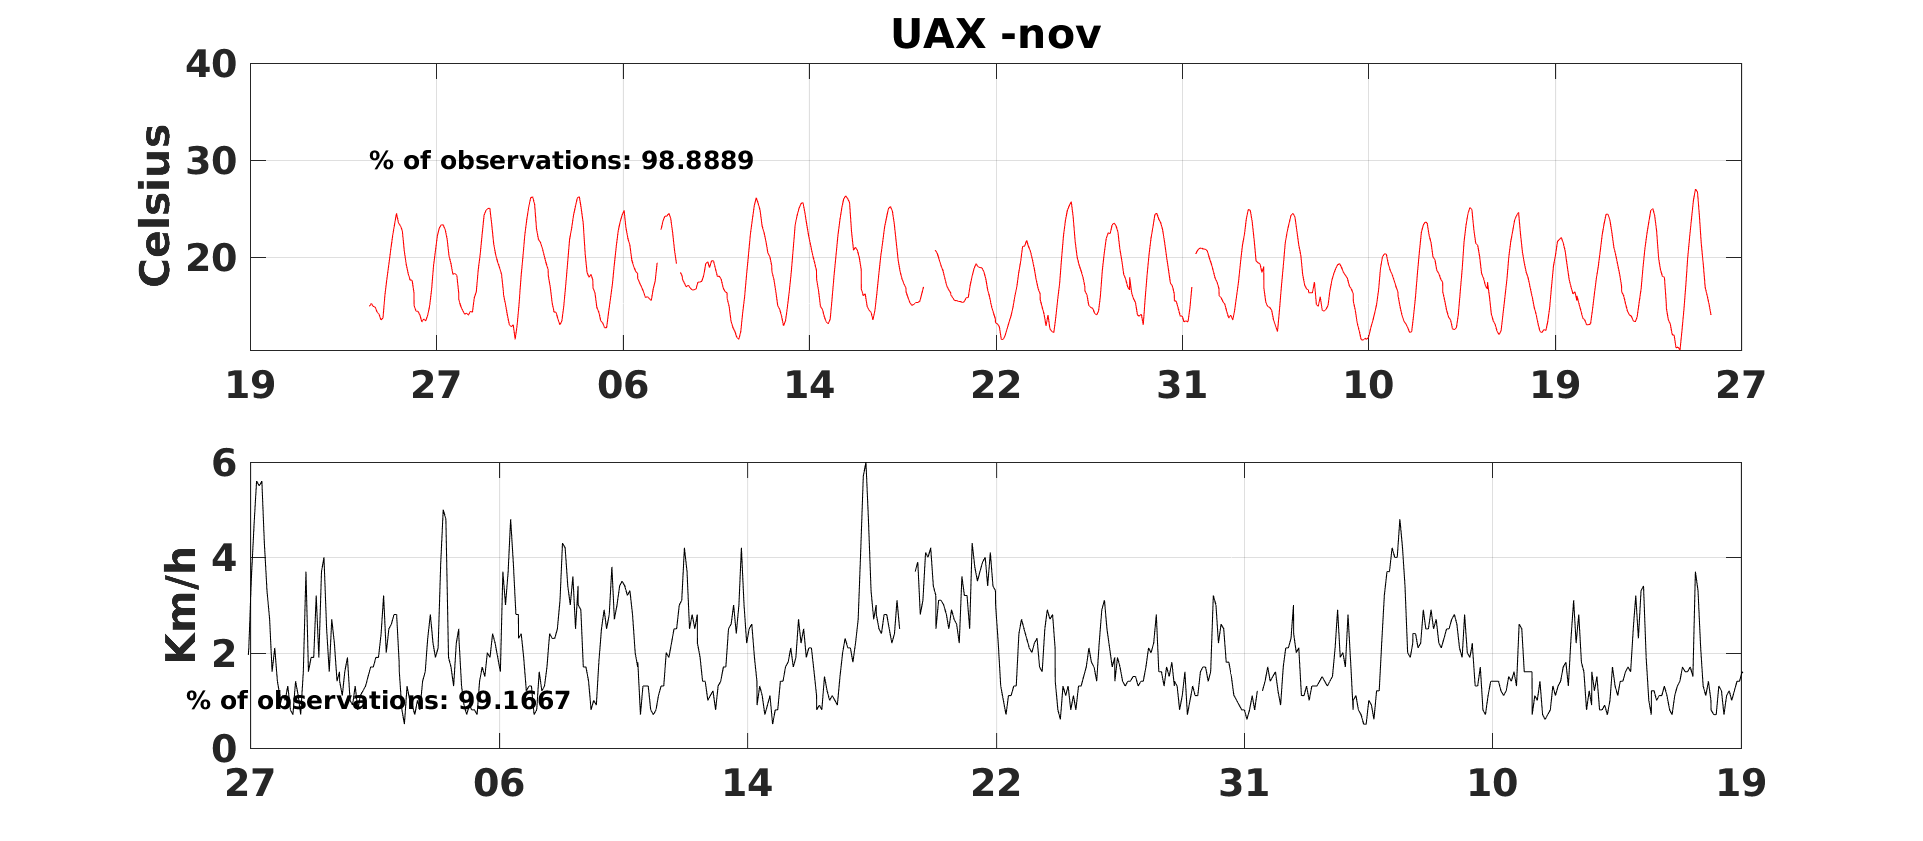 UAX -nov
Celsius
40
30
20
% of observations: 98.8889
19 27 06 14 22 31 10 19 27
Km/h
6
4
2
0
% of observations: 99.1667
27 06 14 22 31 10 19